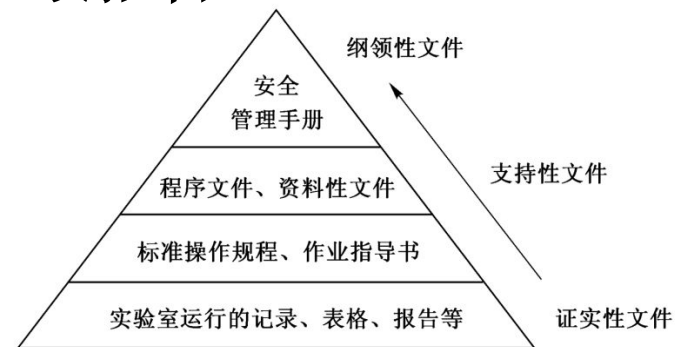 纲领性文件
安全
管理手册
支持性文件
程序文件、资料性文件
标准操作规程、作业指导书
实验室运行的记录、表格、报告等
证实性文件